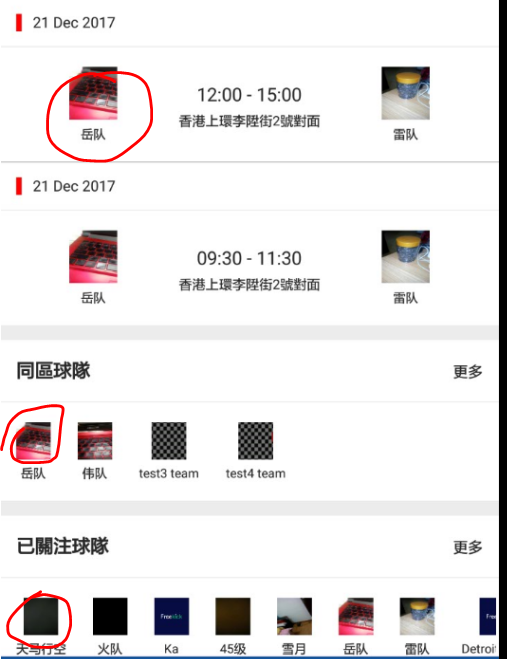 21 Dec 2017
12:00 - 15:00
香港上環李陞街2號對面
岳队
雷队
21 Dec 2017
09:30 - 11:30
香港上環李陞街2號對面
岳队
雷队
同區球隊
更多
岳队
伟队
test3 team
test4 team
已關注球隊
更多
天马行空
火队
Ka
45级
雪月
岳队
雷队
Detroit